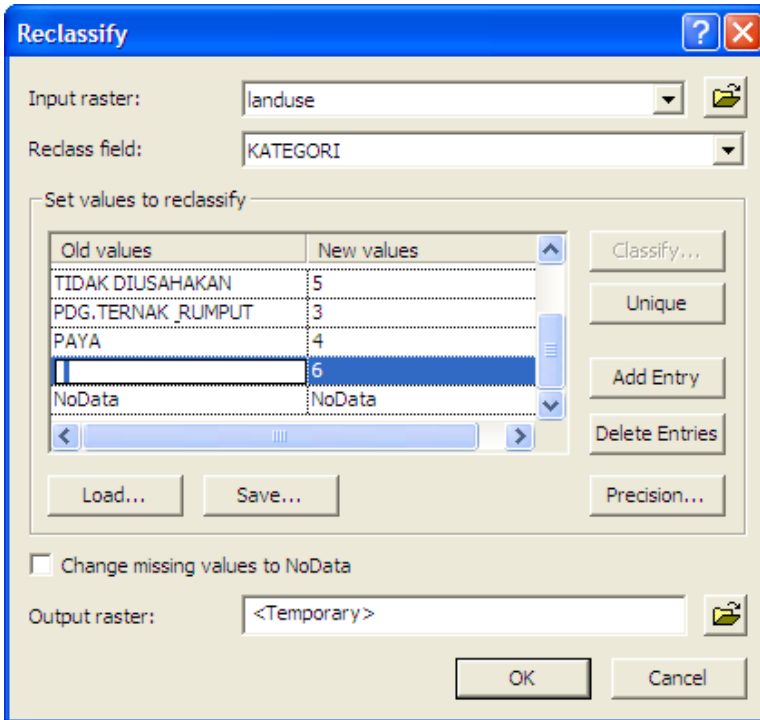 Reclassify
Input raster: landuse
Reclass field: KATEGORI
Set values to reclassify
Old values New values Classify...
TIDAK DIUSAHAKAN 5
PDG.TERNAK_RUMPUT 3 Unique
PAYA 4
6 Add Entry
NoData NoData
Delete Entries
Load... Save... Precision...
Change missing values to NoData
Output raster: <Temporary>
OK Cancel